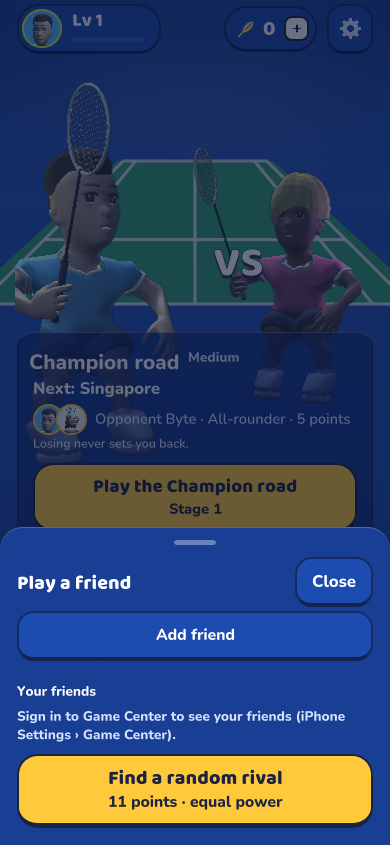 Lv 1
0
+
VS
Champion road Medium
Next: Singapore
Opponent Byte · All-rounder · 5 points
Losing never sets you back.
Play the Champion road
Stage 1
Play a friend
Close
Add friend
Your friends
Sign in to Game Center to see your friends (iPhone
Settings › Game Center).
Find a random rival
11 points · equal power